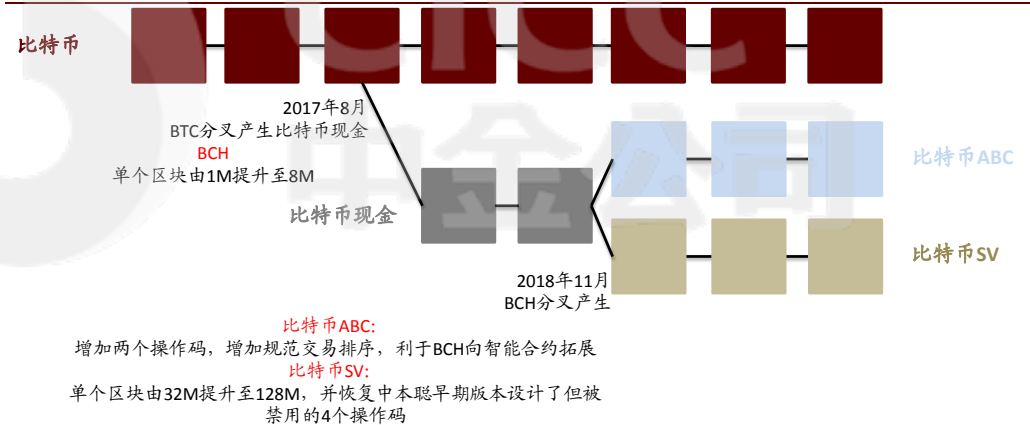 CICC
中金公司
比特币
2017年8月
BTC分叉产生比特币现金
BCH
单个区块由1M提升至8M
比特币现金
比特币ABC
比特币SV
2018年11月
BCH分叉产生
比特币ABC:
增加两个操作码，增加规范交易排序，利于BCH向智能合约拓展
比特币SV:
单个区块由32M提升至128M，并恢复中本聪早期版本设计了但被
禁用的4个操作码